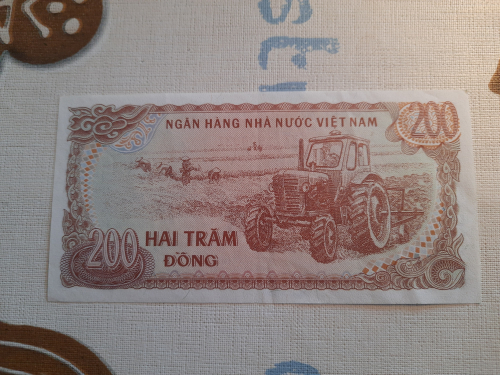 NGÂN HÀNG NHÀ NƯỚC VIỆT NAM
200
200
HAI TRĂM
ĐỒNG